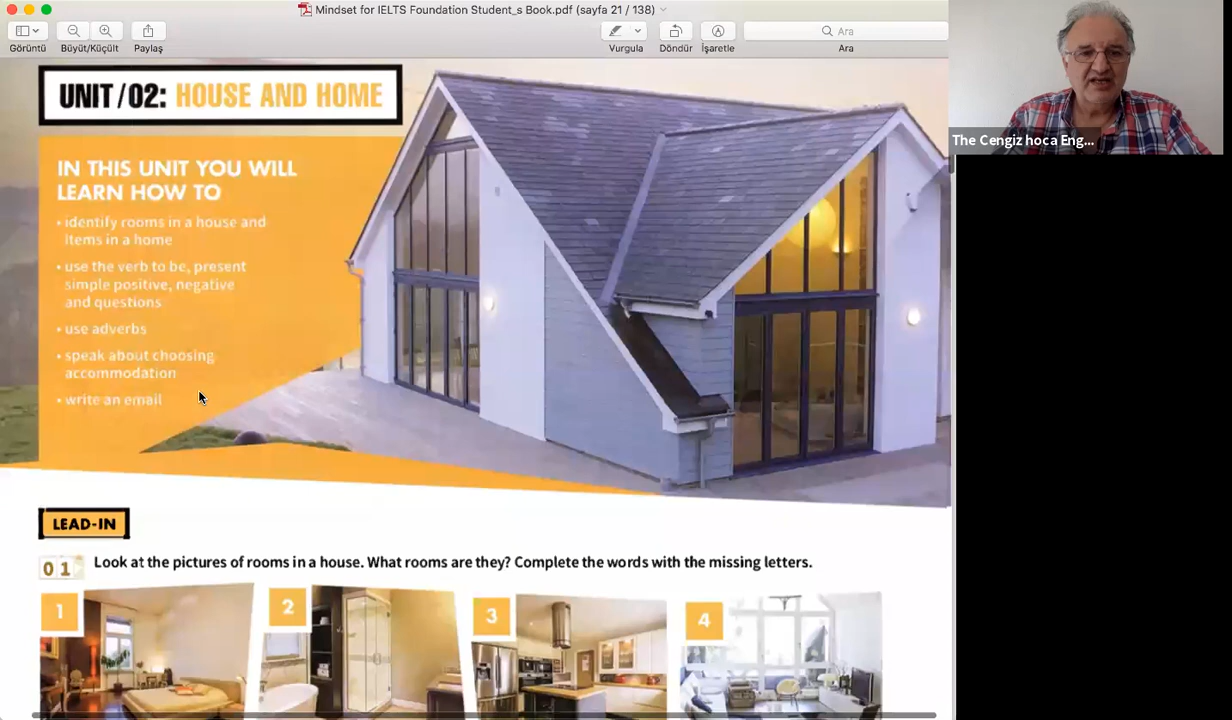 Mindset for IELTS Foundation Student_s Book.pdf (sayfa 21 / 138)
Görüntü
Büyüt/Küçült
Paylaş
Vurgula
Döndür
İşaretle
Ara
Ara
UNIT/02: HOUSE AND HOME
IN THIS UNIT YOU WILL
LEARN HOW TO
• identify rooms in a house and
items in a home
• use the verb to be, present
simple positive, negative
and questions
• use adverbs
• speak about choosing
accommodation
• write an email
The Cengiz hoca Eng...
LEAD-IN
01 Look at the pictures of rooms in a house. What rooms are they? Complete the words with the missing letters.
1
2
3
4